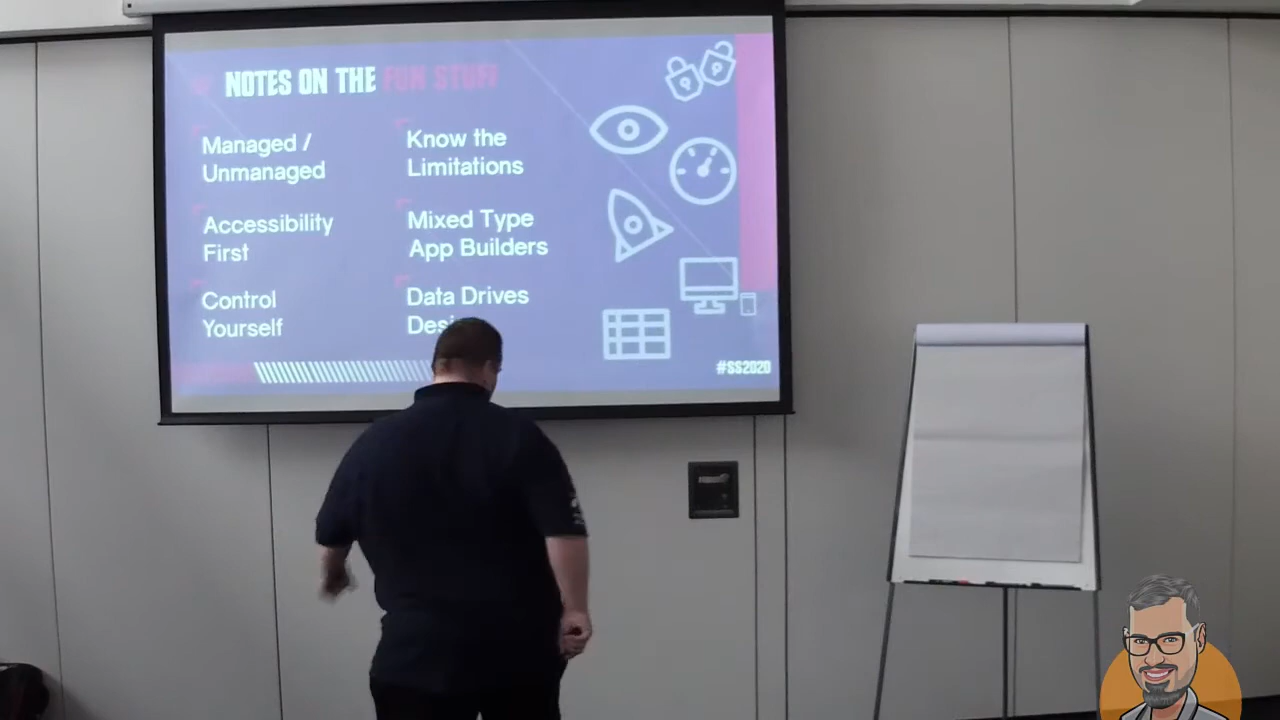 NOTES ON THE FUN STUFF
Managed /
Unmanaged
Accessibility
First
Control
Yourself
Know the
Limitations
Mixed Type
App Builders
Data Drives
#SS2020